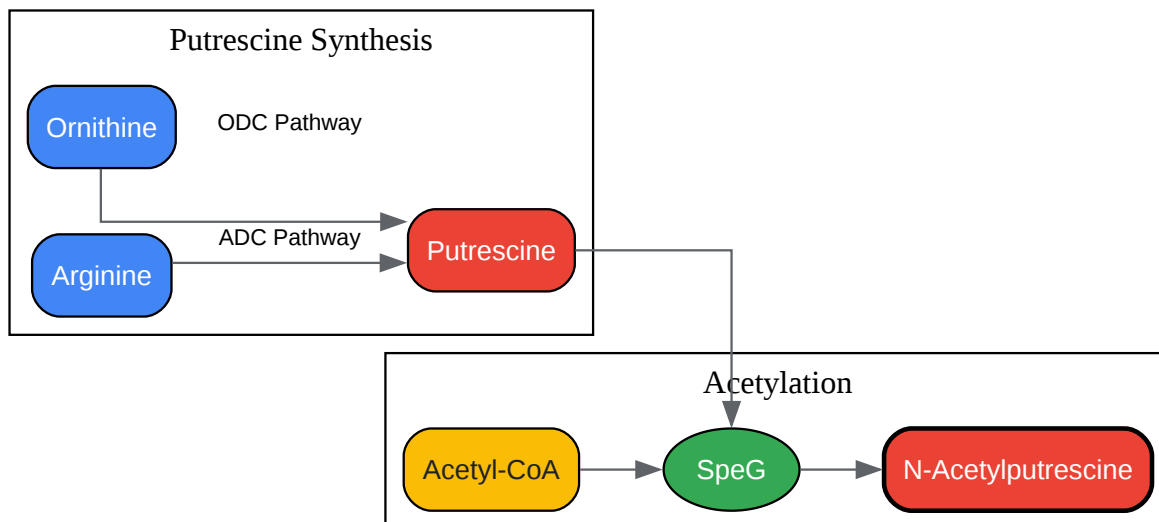 Putrescine Synthesis
Ornithine
ODC Pathway
ADC Pathway
Arginine
Putrescine
Acetylation
Acetyl-CoA
SpeG
N-Acetylputrescine